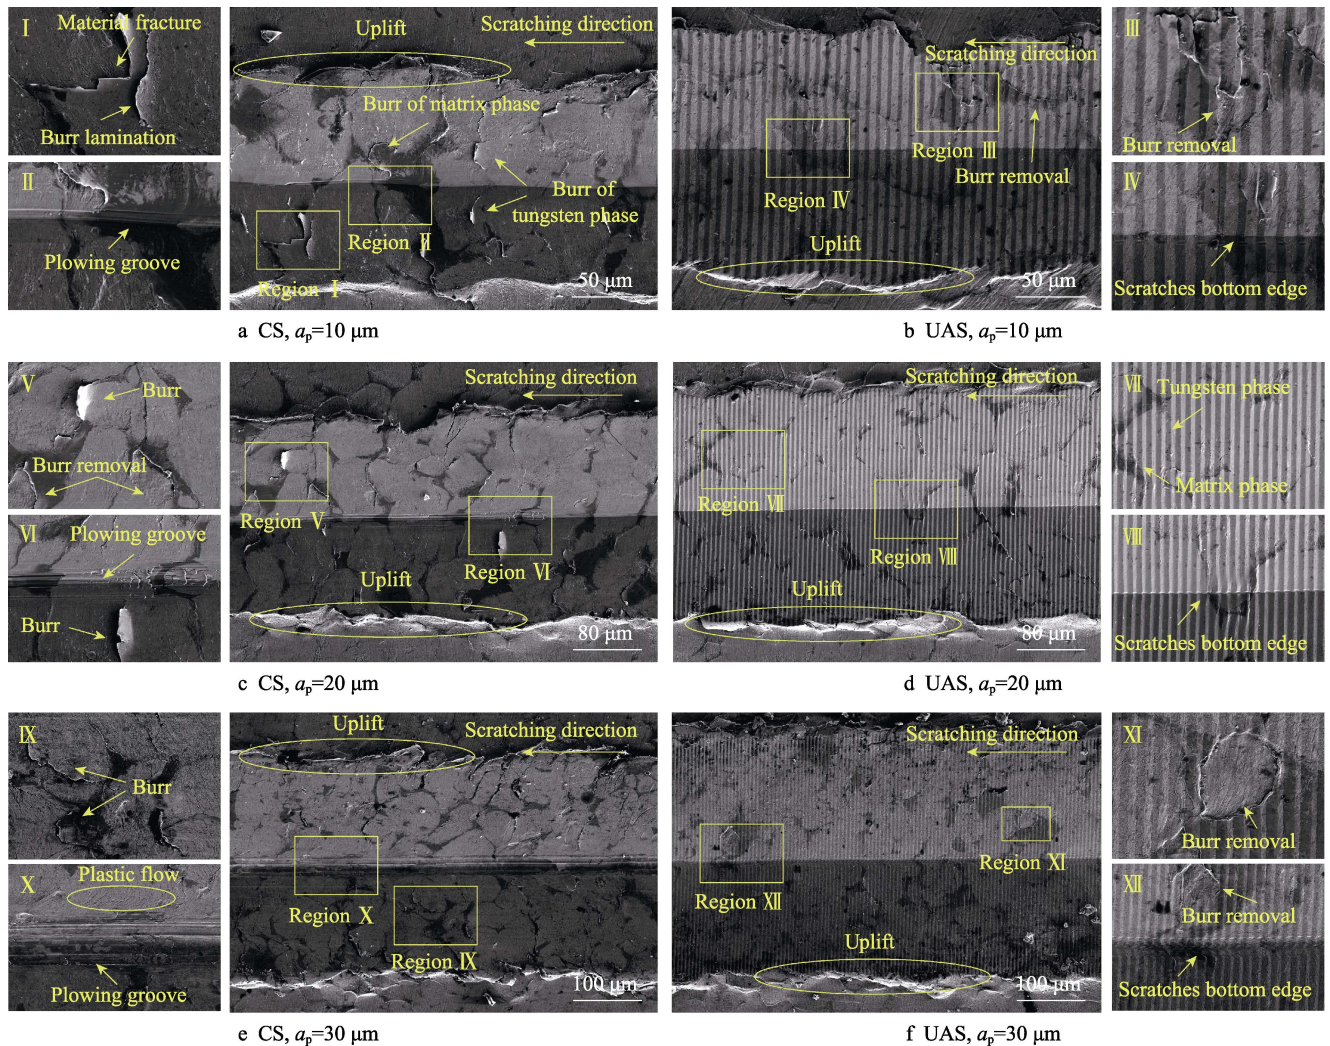 Ⅰ
Material fracture
Burr lamination
Ⅱ
Plowing groove
Uplift
Scratching direction
Burr of matrix phase
Burr of
tungsten phase
Region Ⅱ
Region Ⅰ
50 μm
a CS, ap=10 μm
Scratching direction
Region Ⅲ
Burr removal
Region Ⅳ
Uplift
50 μm
b UAS, ap=10 μm
Ⅲ
Burr removal
Ⅳ
Scratches bottom edge
Ⅴ
Burr
Burr removal
Ⅵ
Plowing groove
Burr
Scratching direction
Region Ⅴ
Region Ⅵ
Uplift
80 μm
c CS, ap=20 μm
Scratching direction
Region Ⅶ
Region Ⅷ
Uplift
80 μm
d UAS, ap=20 μm
Ⅶ
Tungsten phase
Matrix phase
Ⅷ
Scratches bottom edge
Ⅸ
Burr
Ⅹ
Plastic flow
Plowing groove
Uplift
Scratching direction
Region Ⅹ
Region Ⅸ
100 μm
e CS, ap=30 μm
Scratching direction
Region Ⅺ
Region Ⅻ
Uplift
100 μm
f UAS, ap=30 μm
Ⅺ
Burr removal
Ⅻ
Burr removal
Scratches bottom edge